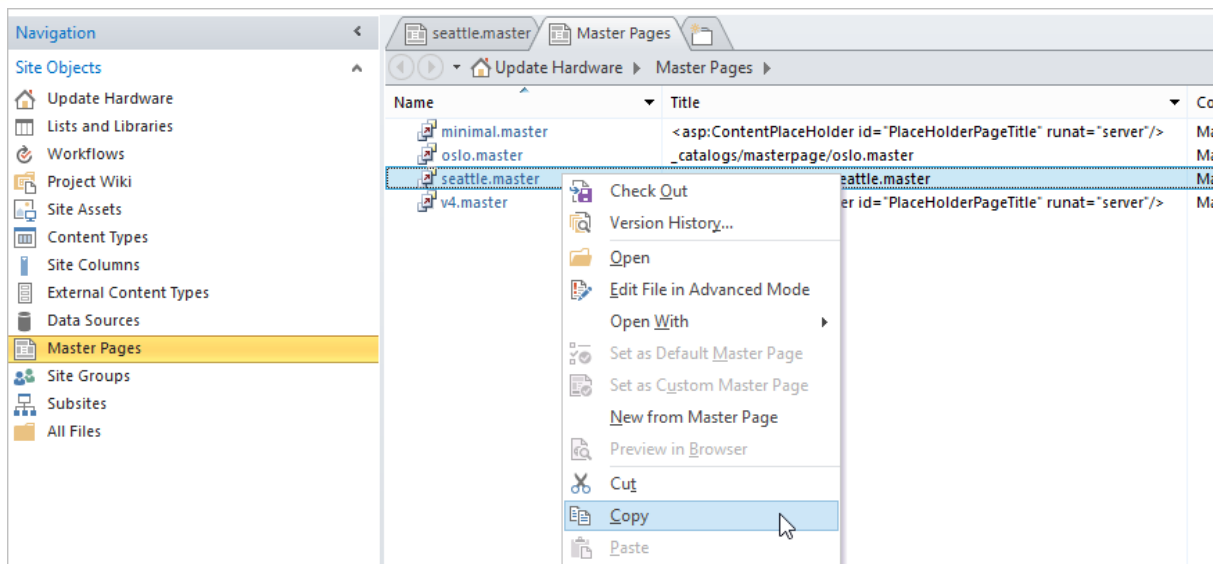 Navigation
Site Objects
Update Hardware
Lists and Libraries
Workflows
Project Wiki
Site Assets
Content Types
Site Columns
External Content Types
Data Sources
Master Pages
Site Groups
Subsites
All Files
seattle.master Master Pages
Update Hardware Master Pages
Name Title Co
minimal.master <asp:ContentPlaceHolder id="PlaceHolderPageTitle" runat="server"/> Ma
oslo.master _catalogs/masterpage/oslo.master Ma
seattle.master eattle.master Ma
v4.master er id="PlaceHolderPageTitle" runat="server"/> Ma
Check Out
Version History...
Open
Edit File in Advanced Mode
Open With
Set as Default Master Page
Set as Custom Master Page
New from Master Page
Preview in Browser
Cut
Copy
Paste